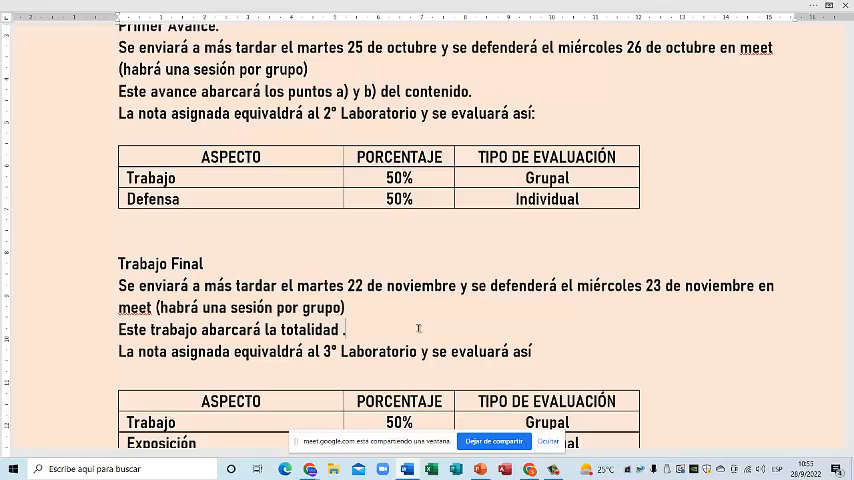 Primer Avance.
Se enviará a más tardar el martes 25 de octubre y se defenderá el miércoles 26 de octubre en meet
(habrá una sesión por grupo)
Este avance abarcará los puntos a) y b) del contenido.
La nota asignada equivaldrá al 2° Laboratorio y se evaluará así:
ASPECTO PORCENTAJE TIPO DE EVALUACIÓN
Trabajo 50% Grupal
Defensa 50% Individual
Trabajo Final
Se enviará a más tardar el martes 22 de noviembre y se defenderá el miércoles 23 de noviembre en
meet (habrá una sesión por grupo)
Este trabajo abarcará la totalidad .
La nota asignada equivaldrá al 3° Laboratorio y se evaluará así
ASPECTO PORCENTAJE TIPO DE EVALUACIÓN
Trabajo 50% Grupal
Exposición
meet.google.com está compartiendo una ventana. Dejar de compartir Ocultar
Escribe aquí para buscar 25°C ESP 10:55
28/9/2022